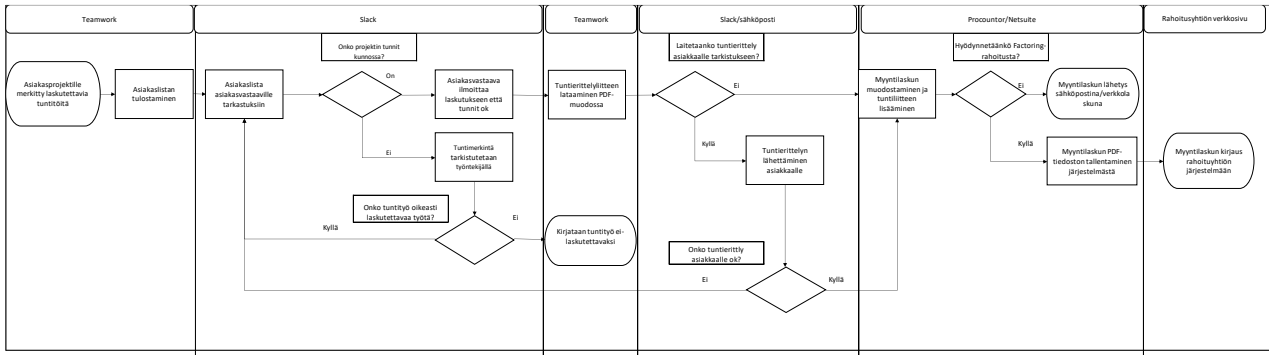 Teamwork
Slack
Teamwork
Slack/sähköposti
Procountor/Netsuite
Rahoitusyhtiön verkkosivu
Onko projektin tunnit
kunnossa?
Laitetaanko tuntierittely
asiakkaalle tarkistukseen?
Hyödynnetäänkö Factoring-
rahoitusta?
Asiakasprojektille
merkitty laskutettavia
tuntitöitä
Asiakaslistan
tulostaminen
Asiakaslista
asiakasvastaaville
tarkastuksiin
On
Asiakasvastaava
ilmoittaa
laskutukseen että
tunnit ok
Tuntierittelyliitteen
lataaminen PDF-
muodossa
Ei
Myyntilaskun
muodostaminen ja
tuntiliitteen
lisääminen
Ei
Myyntilaskun lähetys
sähköpostina/verkkola
skuna
Ei
Tuntimerkintä
tarkistutetaan
työntekijällä
Kyllä
Tuntierittelyn
lähettäminen
asiakkaalle
Kyllä
Myyntilaskun PDF-
tiedoston tallentaminen
järjestelmästä
Myyntilaskun kirjaus
rahoituyhtiön
järjestelmään
Onko tuntityö oikeasti
laskutettavaa työtä?
Kyllä
Ei
Kirjataan tuntityö ei-
laskutettavaksi
Onko tuntierittly
asiakkaalle ok?
Ei
Kyllä